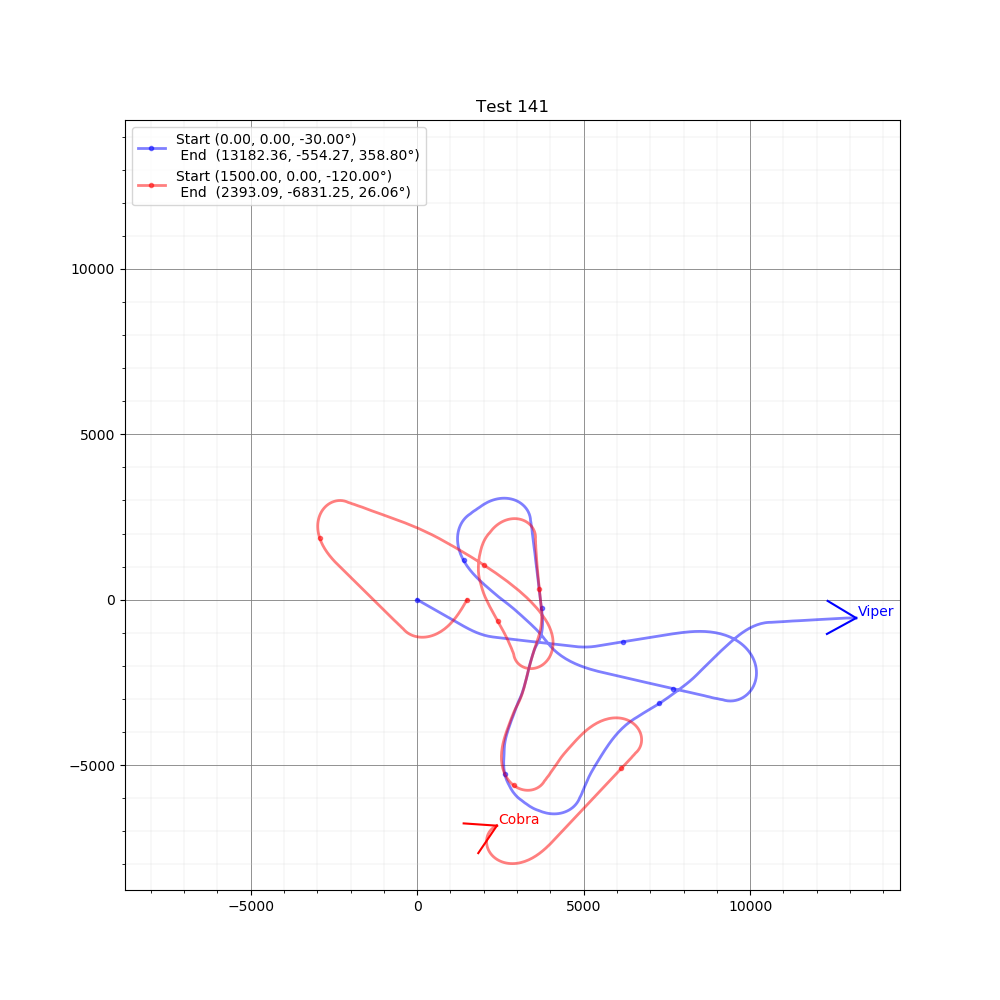 Test 141
Start (0.00, 0.00, -30.00°)
End  (13182.36, -554.27, 358.80°)
Start (1500.00, 0.00, -120.00°)
End  (2393.09, -6831.25, 26.06°)
10000
5000
0
−5000
Viper
Cobra
−5000
0
5000
10000